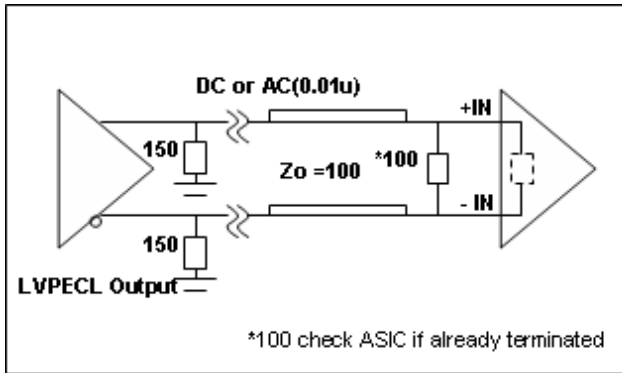 DC or AC(0.01u)
+IN
150
*100
Zo =100
- IN
150
LVPECL Output
*100 check ASIC if already terminated